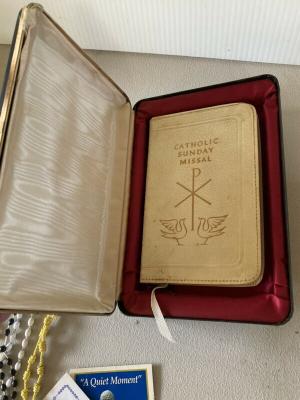 CATHOLIC
SUNDAY
MISSAL
"A Quiet Moment"